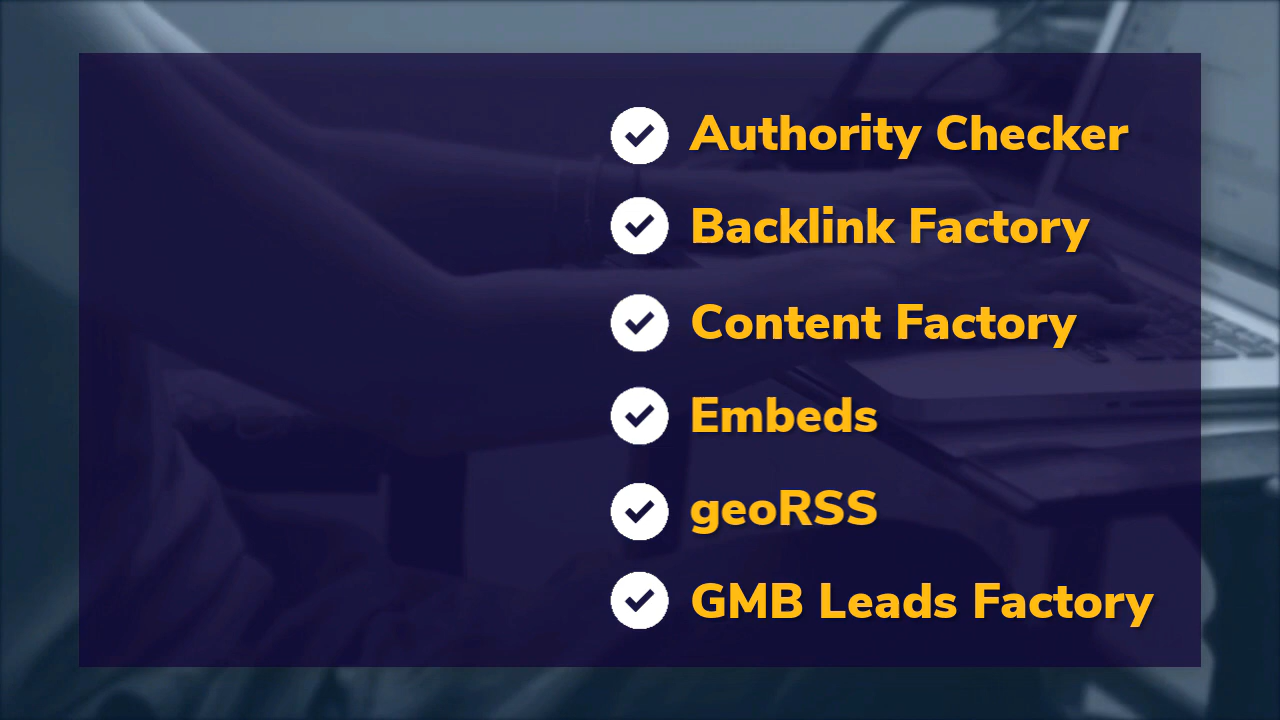 Authority Checker
Backlink Factory
Content Factory
Embeds
geoRSS
GMB Leads Factory